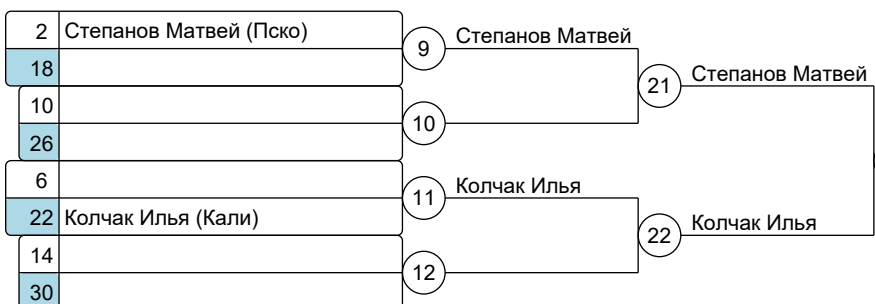 2 Степанов Матвей (Пско)
9 Степанов Матвей
18
21 Степанов Матвей
10
10
26
6
11 Колчак Илья
22 Колчак Илья (Кали)
22 Колчак Илья
14
12
30